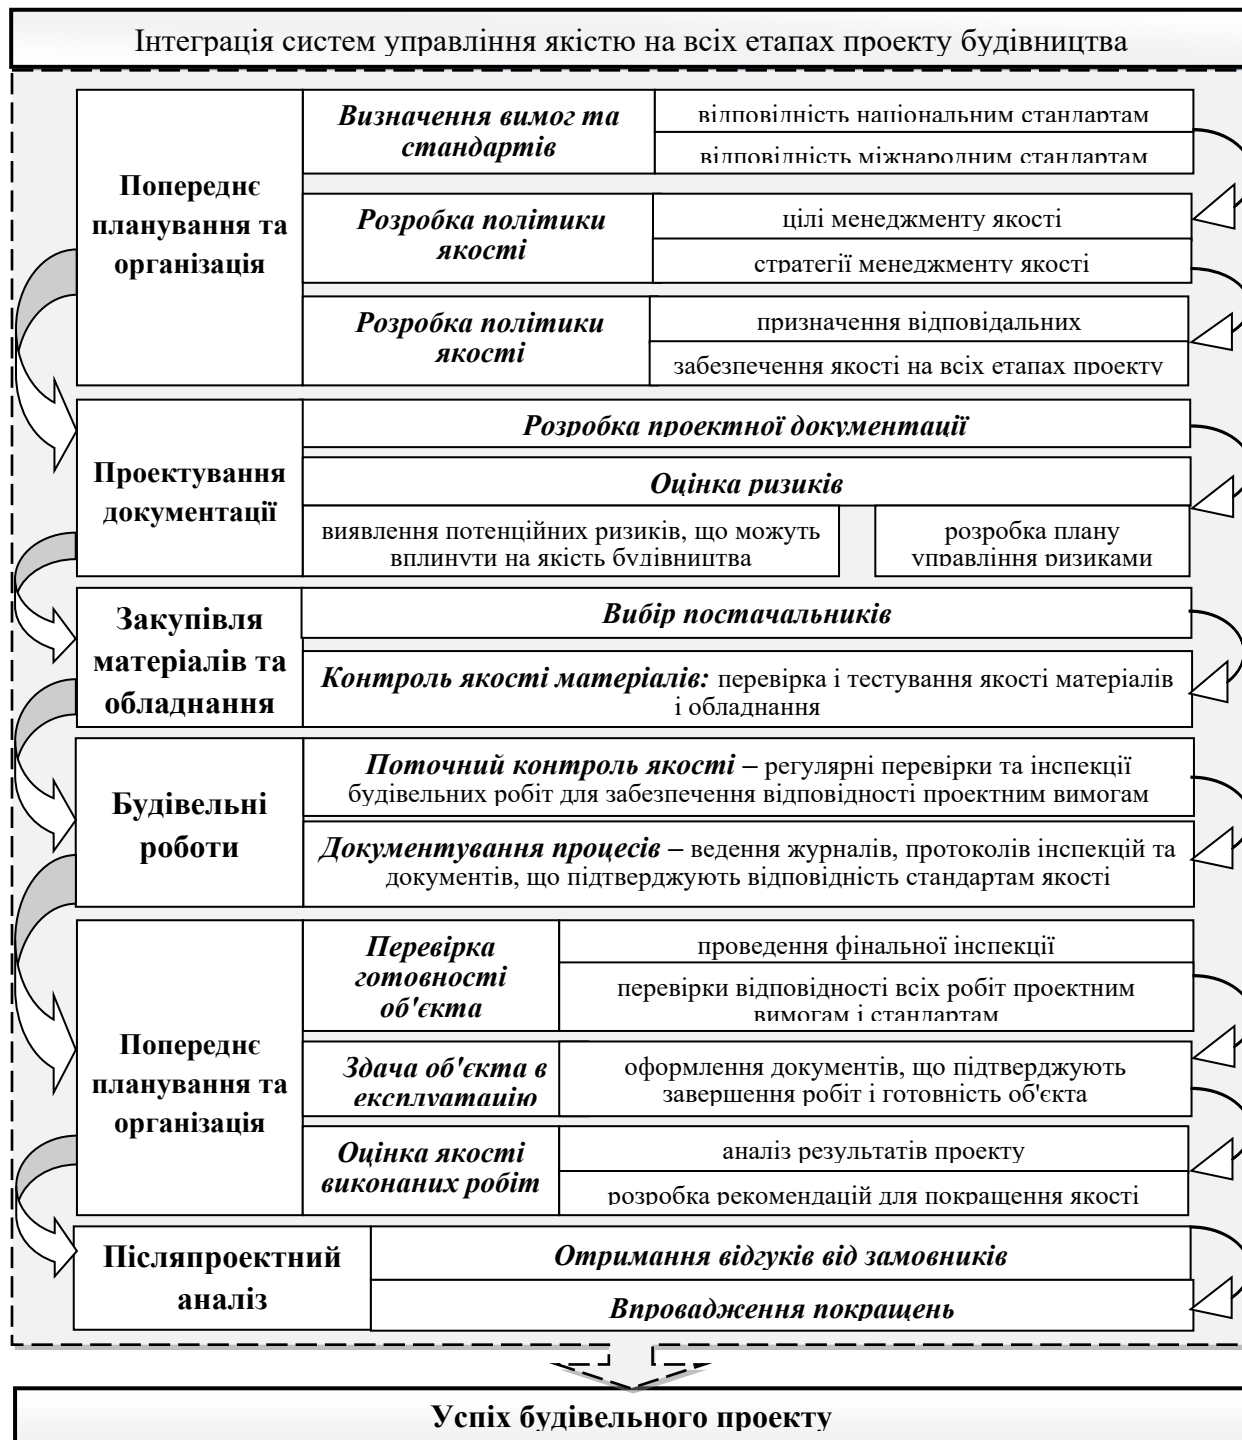 Інтеграція систем управління якістю на всіх етапах проекту будівництва
Попереднє
планування та
організація
Визначення вимог та
стандартів
відповідність національним стандартам
відповідність міжнародним стандартам
Розробка політики
якості
цілі менеджменту якості
стратегії менеджменту якості
Розробка політики
якості
призначення відповідальних
забезпечення якості на всіх етапах проекту
Проектування
документації
Розробка проектної документації
Оцінка ризиків
виявлення потенційних ризиків, що можуть
вплинути на якість будівництва
розробка плану
управління ризиками
Закупівля
матеріалів та
обладнання
Вибір постачальників
Контроль якості матеріалів: перевірка і тестування якості матеріалів
і обладнання
Будівельні
роботи
Поточний контроль якості – регулярні перевірки та інспекції
будівельних робіт для забезпечення відповідності проектним вимогам
Документування процесів – ведення журналів, протоколів інспекцій та
документів, що підтверджують відповідність стандартам якості
Попереднє
планування та
організація
Перевірка
готовності
об'єкта
проведення фінальної інспекції
перевірки відповідності всіх робіт проектним
вимогам і стандартам
Здача об'єкта в
експлуатацію
оформлення документів, що підтверджують
завершення робіт і готовність об'єкта
Оцінка якості
виконаних робіт
аналіз результатів проекту
розробка рекомендацій для покращення якості
Післяпроектний
аналіз
Отримання відгуків від замовників
Впровадження покращень
Успіх будівельного проекту